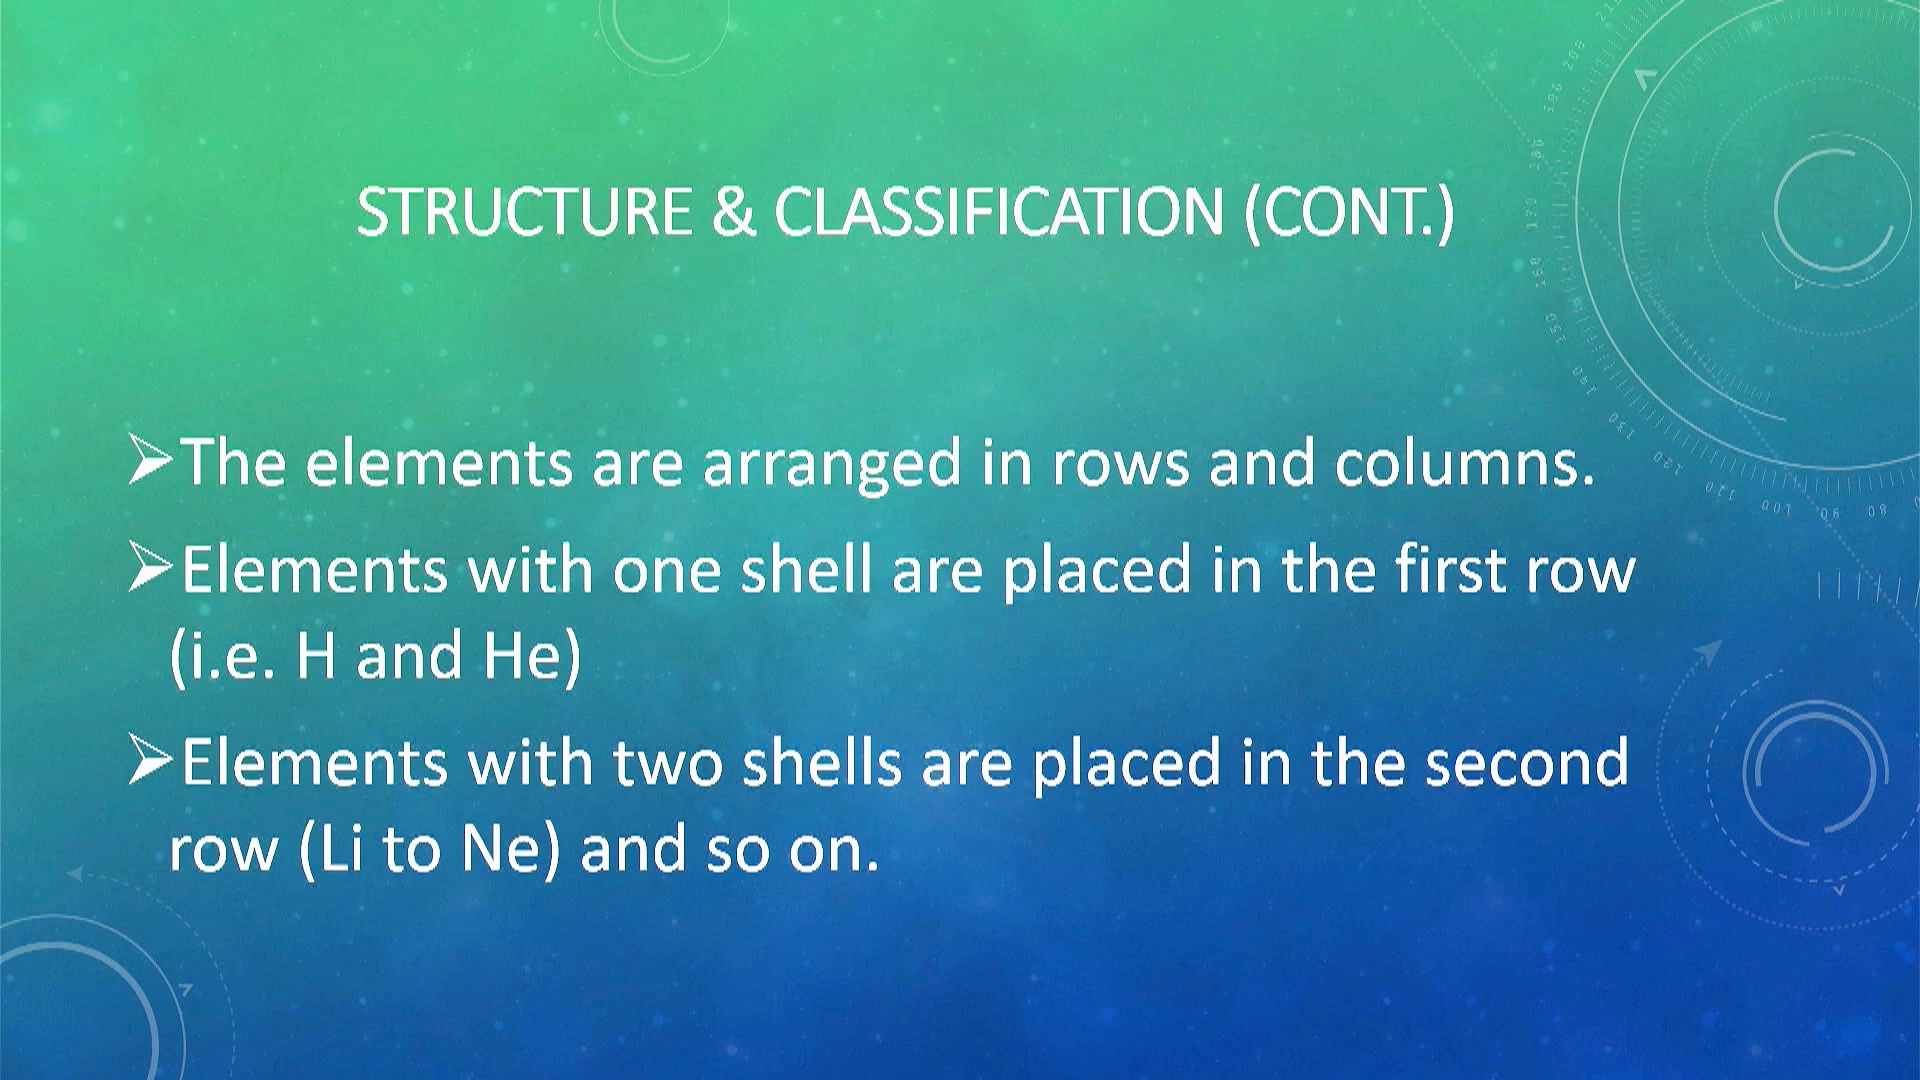 STRUCTURE & CLASSIFICATION (CONT.)
➢The elements are arranged in rows and columns.
➢Elements with one shell are placed in the first row
(i.e. H and He)
➢Elements with two shells are placed in the second
row (Li to Ne) and so on.